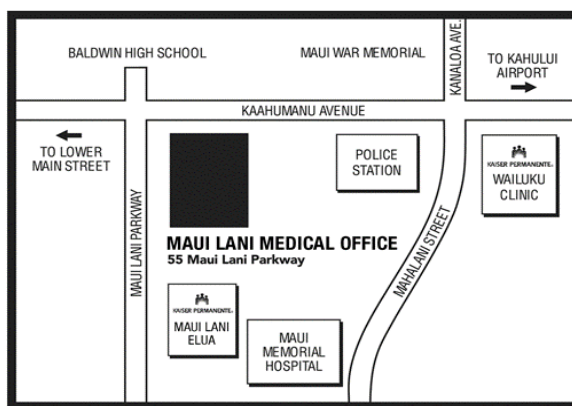 BALDWIN HIGH SCHOOL
MAUI WAR MEMORIAL
KANALOA AVE.
TO KAHULUI
AIRPORT
KAAHUMANU AVENUE
TO LOWER
MAIN STREET
POLICE
STATION
KAISER PERMANENTE®
WAILUKU
CLINIC
MAUI LANI PARKWAY
MAUI LANI MEDICAL OFFICE
55 Maui Lani Parkway
MAHALANI STREET
KAISER PERMANENTE®
MAUI LANI
ELUA
MAUI
MEMORIAL
HOSPITAL